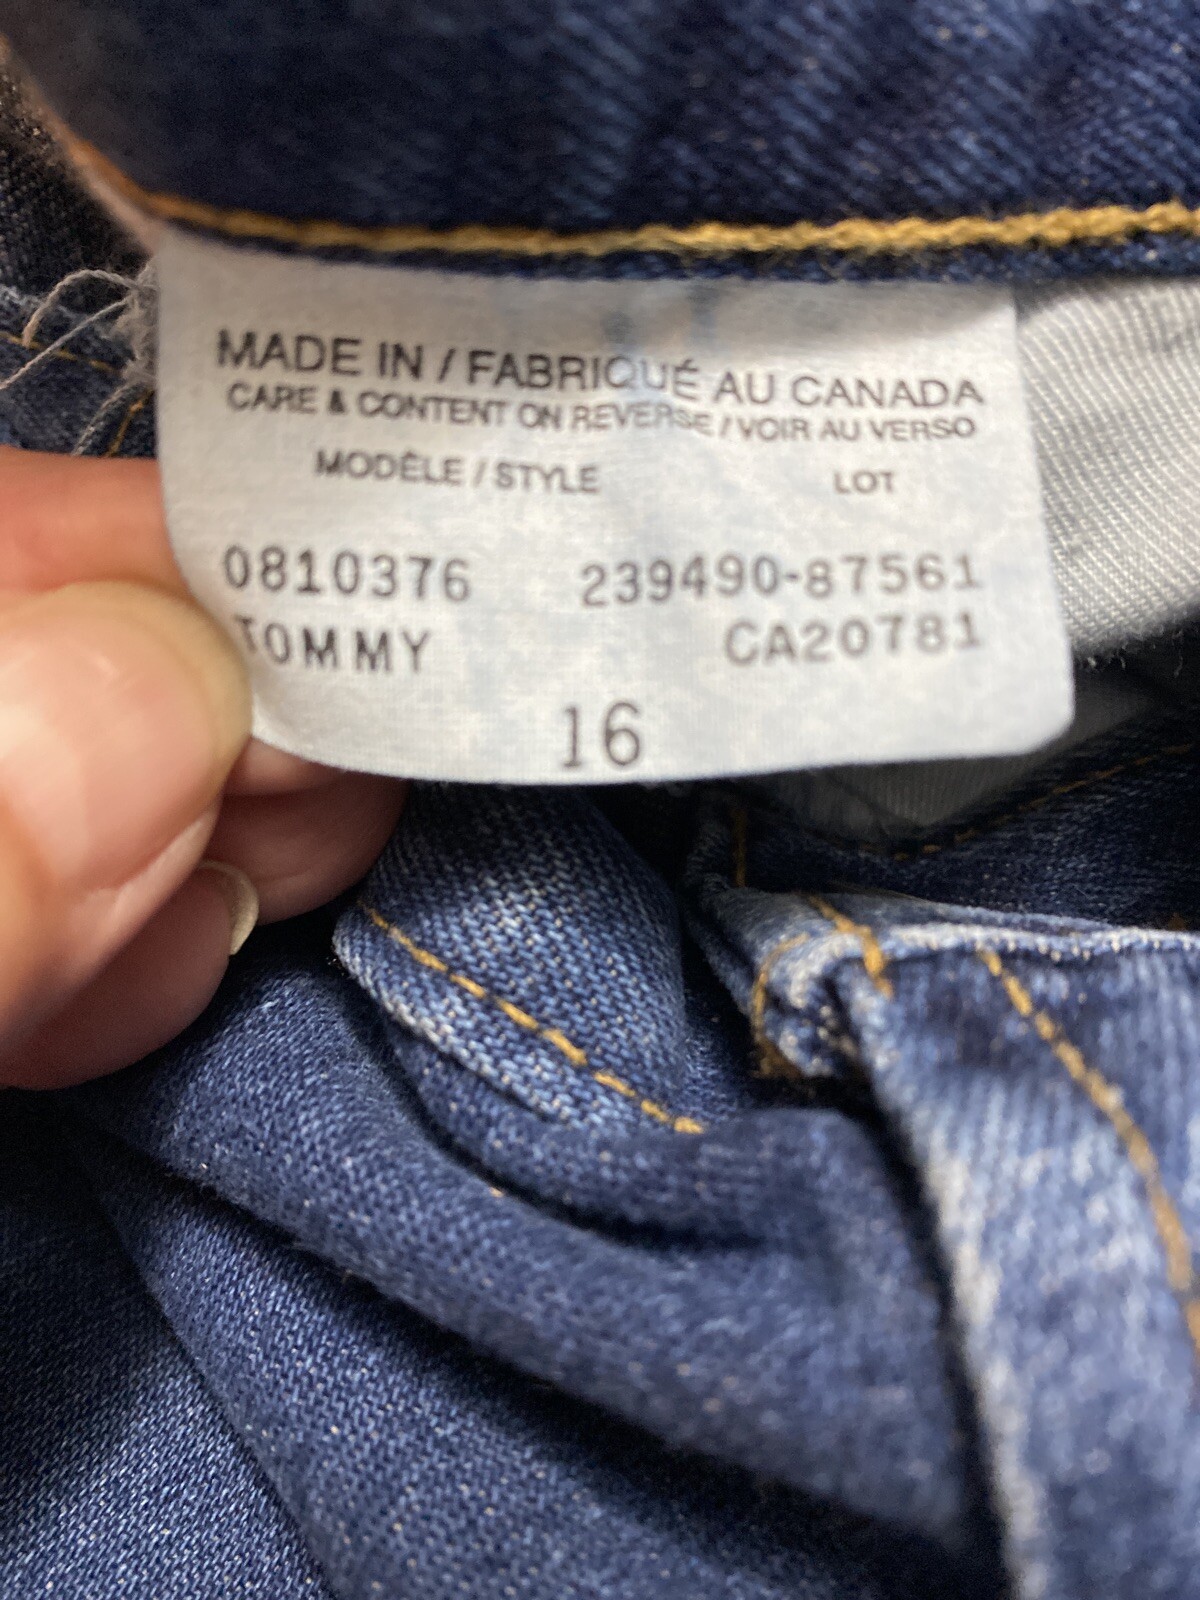 MADE IN / FABRIQUÉ AU CANADA
CARE & CONTENT ON REVERSE / VOIR AU VERSO
MODÈLE / STYLE LOT
0810376 239490-87561
TOMMY CA20781
16